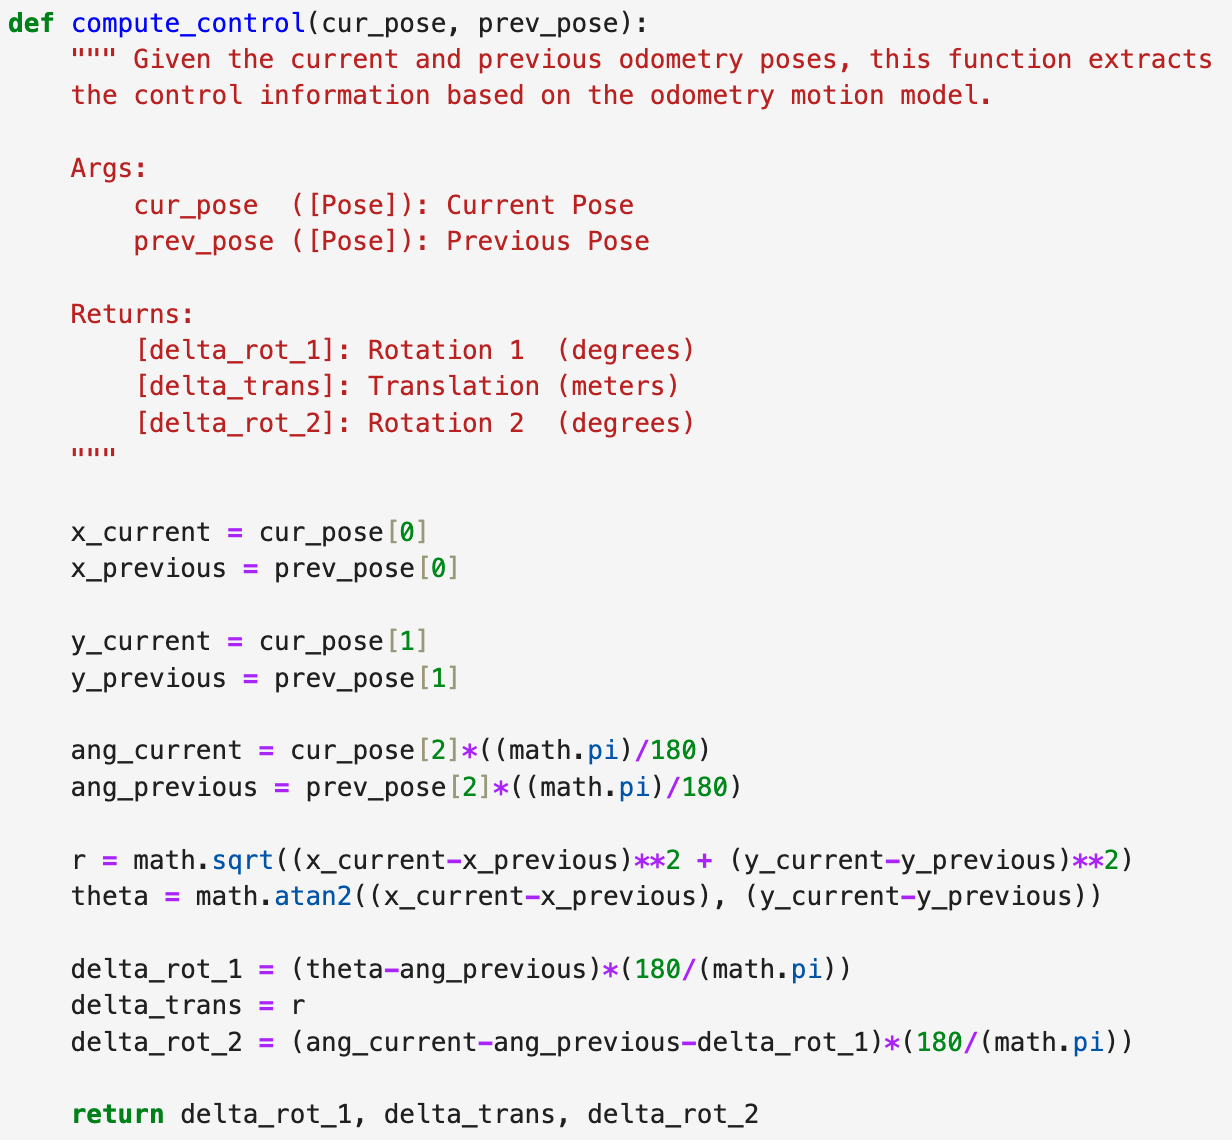 def compute_control(cur_pose, prev_pose):
    """ Given the current and previous odometry poses, this function extracts
    the control information based on the odometry motion model.

    Args:
        cur_pose  ([Pose]): Current Pose
        prev_pose ([Pose]): Previous Pose

    Returns:
        [delta_rot_1]: Rotation 1  (degrees)
        [delta_trans]: Translation (meters)
        [delta_rot_2]: Rotation 2  (degrees)
    """

    x_current = cur_pose[0]
    x_previous = prev_pose[0]

    y_current = cur_pose[1]
    y_previous = prev_pose[1]

    ang_current = cur_pose[2]*((math.pi)/180)
    ang_previous = prev_pose[2]*((math.pi)/180)

    r = math.sqrt((x_current-x_previous)**2 + (y_current-y_previous)**2)
    theta = math.atan2((x_current-x_previous), (y_current-y_previous))

    delta_rot_1 = (theta-ang_previous)*(180/(math.pi))
    delta_trans = r
    delta_rot_2 = (ang_current-ang_previous-delta_rot_1)*(180/(math.pi))

    return delta_rot_1, delta_trans, delta_rot_2